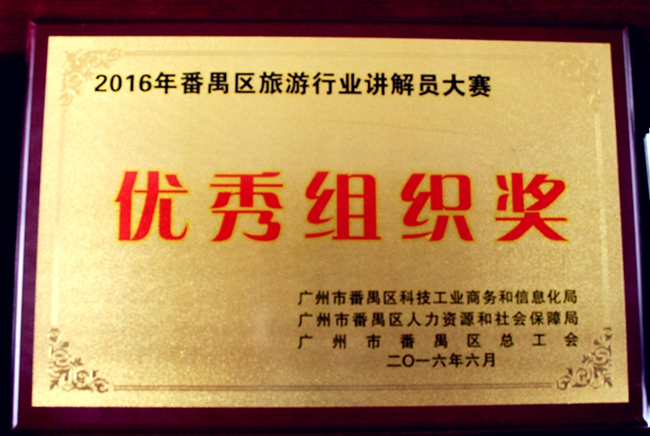 2016年番禺区旅游行业讲解员大赛
优秀组织奖
广州市番禺区科技工业商务和信息化局
广州市番禺区人力资源和社会保障局
广州市番禺区总工会
二〇一六年六月